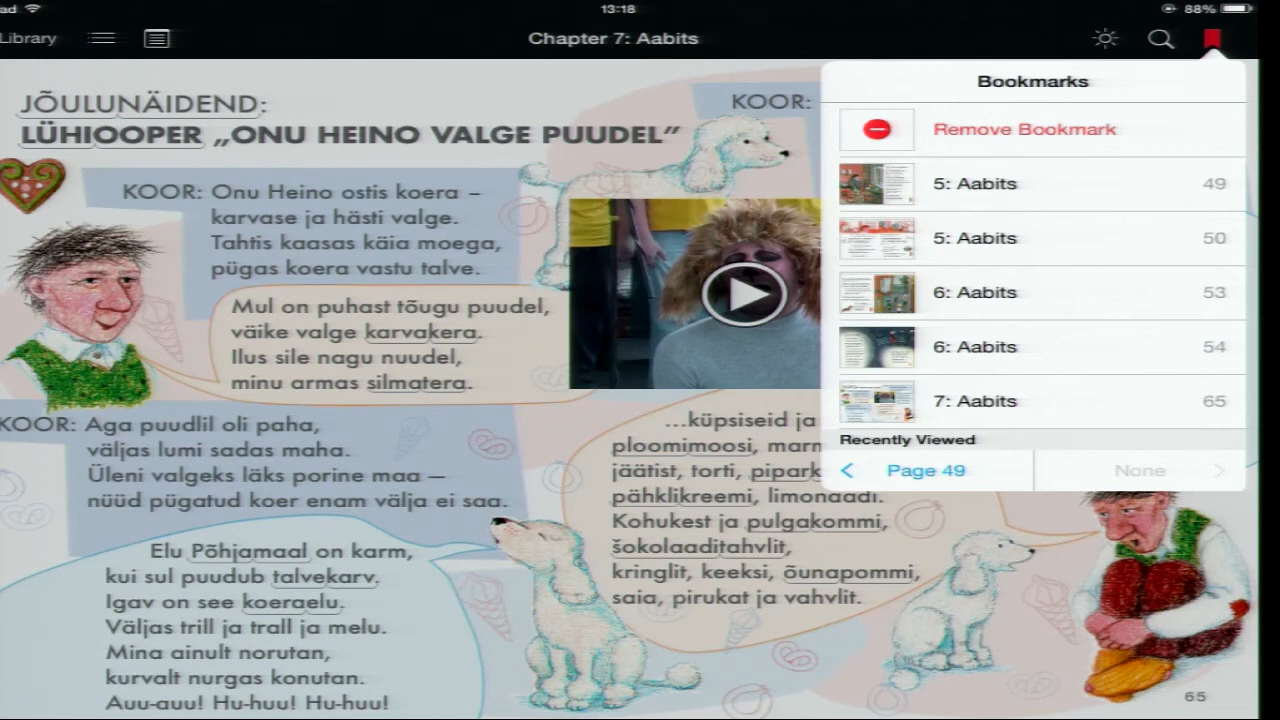 ad 13:18 88%
Library Chapter 7: Aabits
JÕULUNÄIDEND:
LÜHIOOPER „ONU HEINO VALGE PUUDEL”
KOOR: Onu Heino ostis koera –
karvase ja hästi valge.
Tahtis kaasas käia moega,
pügas koera vastu talve.
Mul on puhast tõugu puudel,
väike valge karvakera.
Ilus sile nagu nuudel,
minu armas silmatera.
KOOR: Aga puudlil oli paha,
väljas lumi sadas maha.
Üleni valgeks läks porine maa –
nüüd pügatud koer enam välja ei saa.
Elu Põhjamaal on karm,
kui sul puudub talvekarv.
Igav on see koeraelu.
Väljas trill ja trall ja melu.
Mina ainult norutan,
kurvalt nurgas konutan.
Auu-auu! Hu-huu! Hu-huu!
KOOR:
...küpsiseid ja
ploomimoosi,
jäätist, torti,
pähklikreemi, limonaadi.
Kohukest ja pulgakommi,
šokolaaditahvlit,
kringlit, keeksi, õunapommi,
saia, pirukat ja vahvlit.
65
Bookmarks
Remove Bookmark
5: Aabits 49
5: Aabits 50
6: Aabits 53
6: Aabits 54
7: Aabits 65
Recently Viewed
Page 49 None